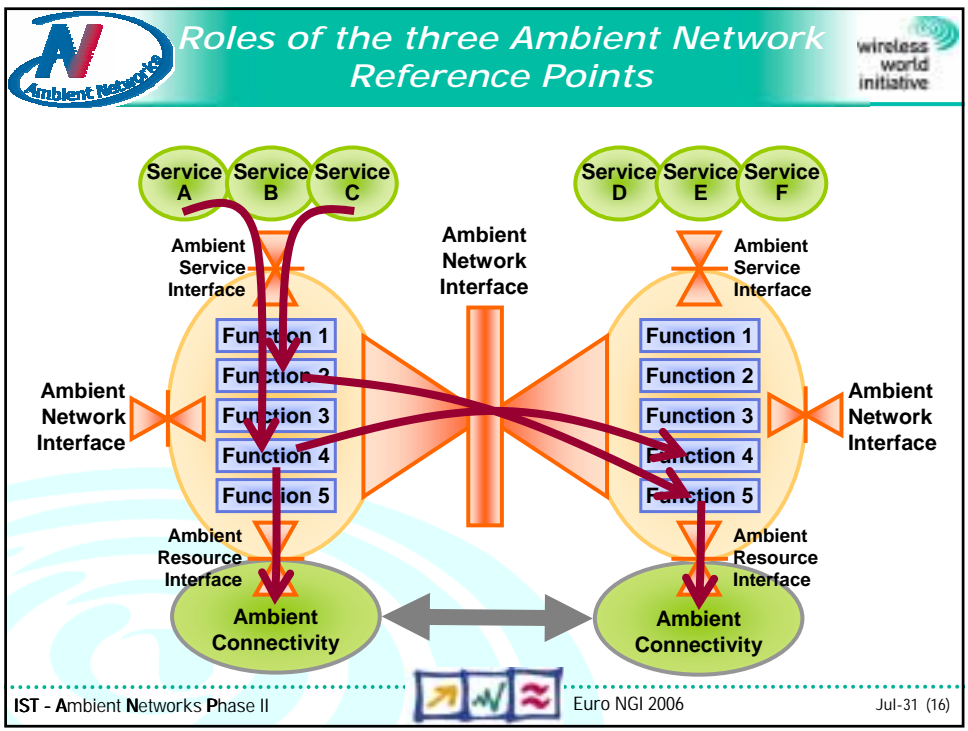 Roles of the three Ambient Network
Reference Points
Ambient Networks
wireless
world
initiative
Service
A
Service
B
Service
C
Service
D
Service
E
Service
F
Ambient
Service
Interface
Ambient
Network
Interface
Ambient
Service
Interface
Function 1
Function 2
Function 3
Function 4
Function 5
Function 1
Function 2
Function 3
Function 4
Function 5
Ambient
Network
Interface
Ambient
Network
Interface
Ambient
Resource
Interface
Ambient
Resource
Interface
Ambient
Connectivity
Ambient
Connectivity
IST - Ambient Networks Phase II
Euro NGI 2006
Jul-31 (16)